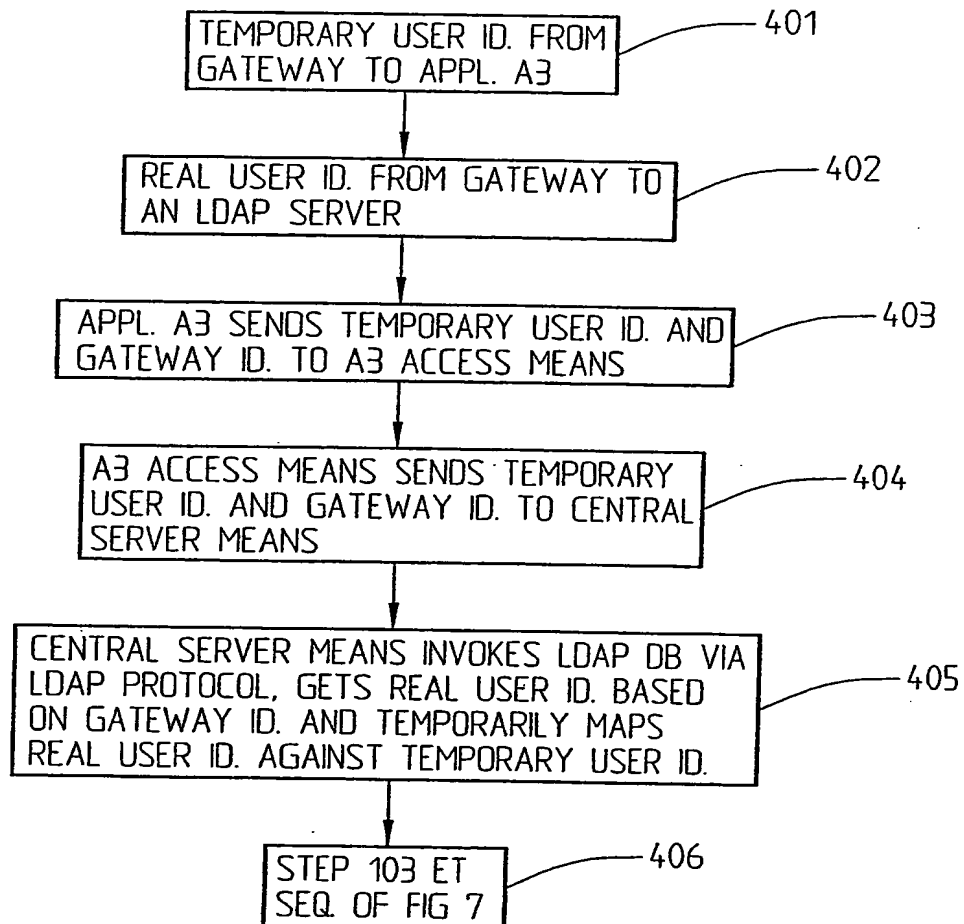 TEMPORARY USER ID. FROM
GATEWAY TO APPL. A3
401
REAL USER ID. FROM GATEWAY TO
AN LDAP SERVER
402
APPL. A3 SENDS TEMPORARY USER ID. AND
GATEWAY ID. TO A3 ACCESS MEANS
403
A3 ACCESS MEANS SENDS TEMPORARY
USER ID. AND GATEWAY ID. TO CENTRAL
SERVER MEANS
404
CENTRAL SERVER MEANS INVOKES LDAP DB VIA
LDAP PROTOCOL, GETS REAL USER ID. BASED
ON GATEWAY ID. AND TEMPORARILY MAPS
REAL USER ID. AGAINST TEMPORARY USER ID.
405
STEP 103 ET
SEQ. OF FIG 7
406